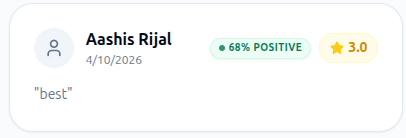 Aashis Rijal
68% POSITIVE
3.0
4/10/2026
"best"